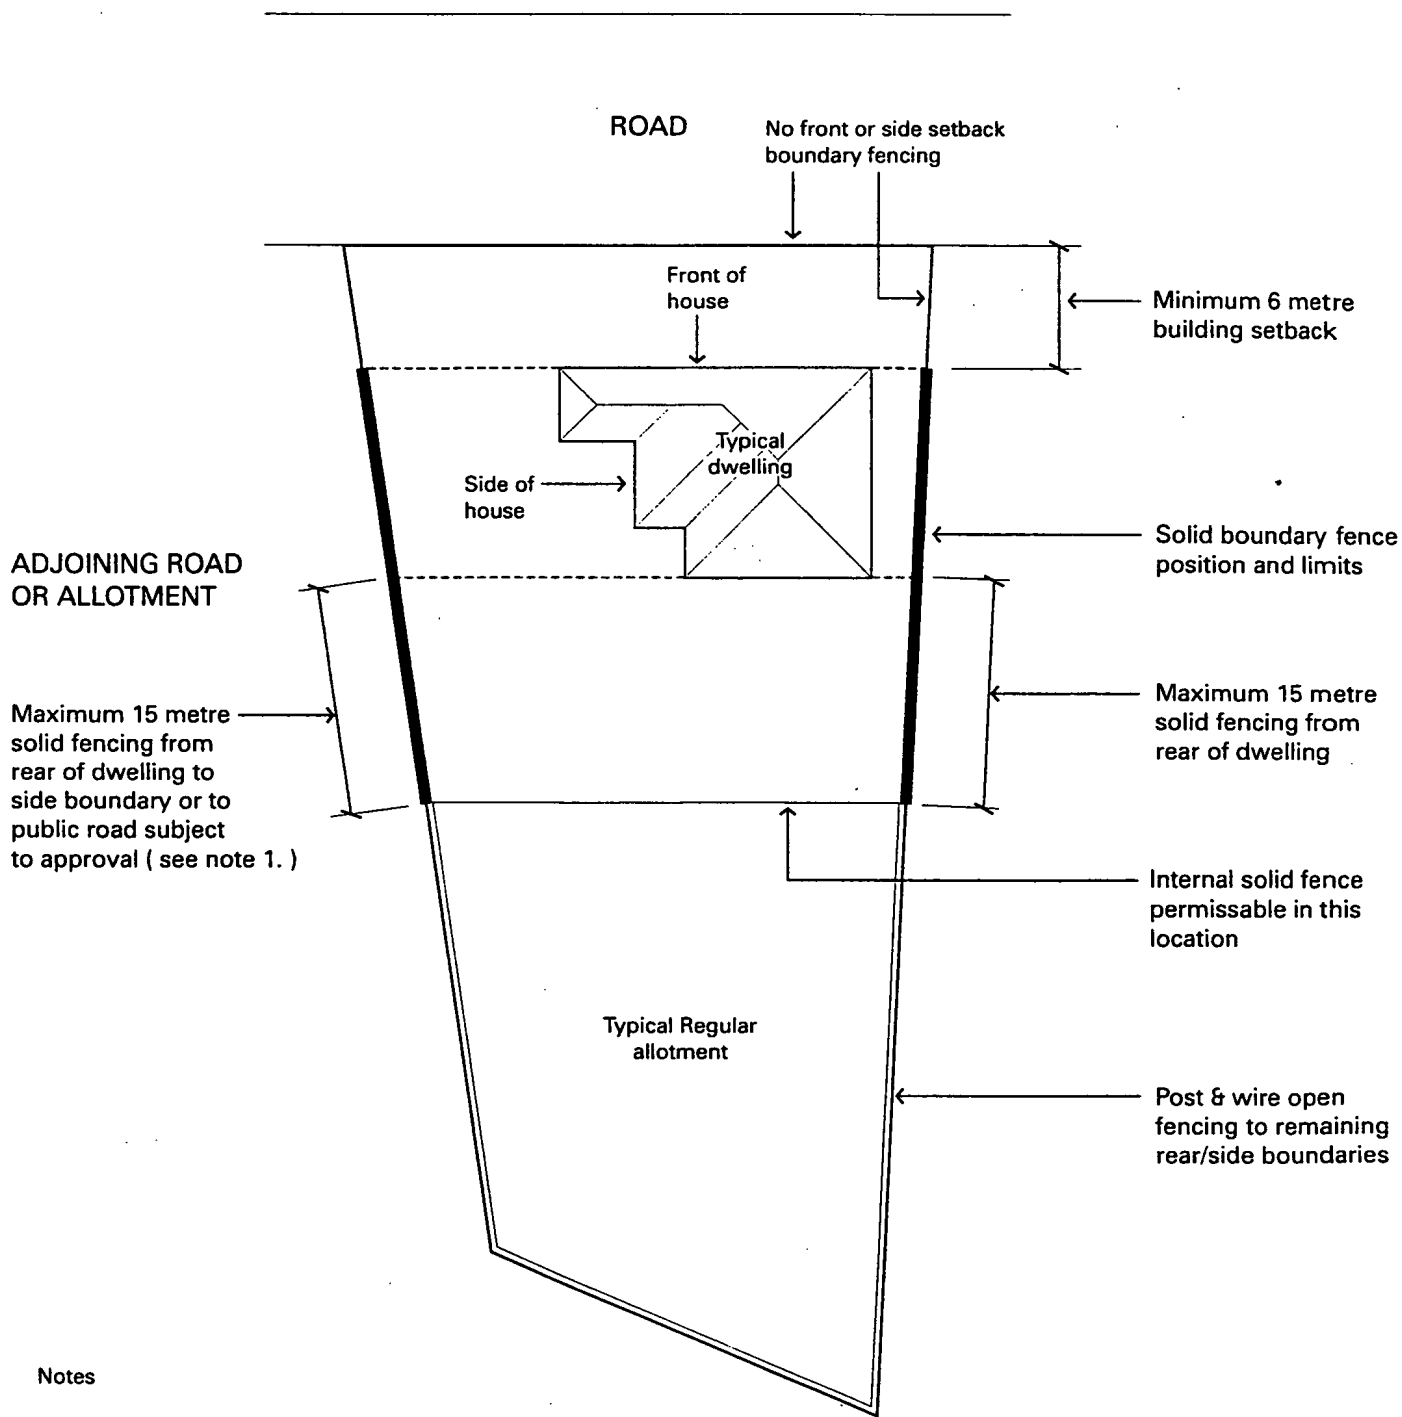 ROAD
No front or side setback
boundary fencing
Front of
house
Minimum 6 metre
building setback
Typical
dwelling
Side of
house
Solid boundary fence
position and limits
ADJOINING ROAD
OR ALLOTMENT
Maximum 15 metre
solid fencing from
rear of dwelling to
side boundary or to
public road subject
to approval ( see note 1. )
Maximum 15 metre
solid fencing from
rear of dwelling
Internal solid fence
permissable in this
location
Typical Regular
allotment
Post & wire open
fencing to remaining
rear/side boundaries
Notes